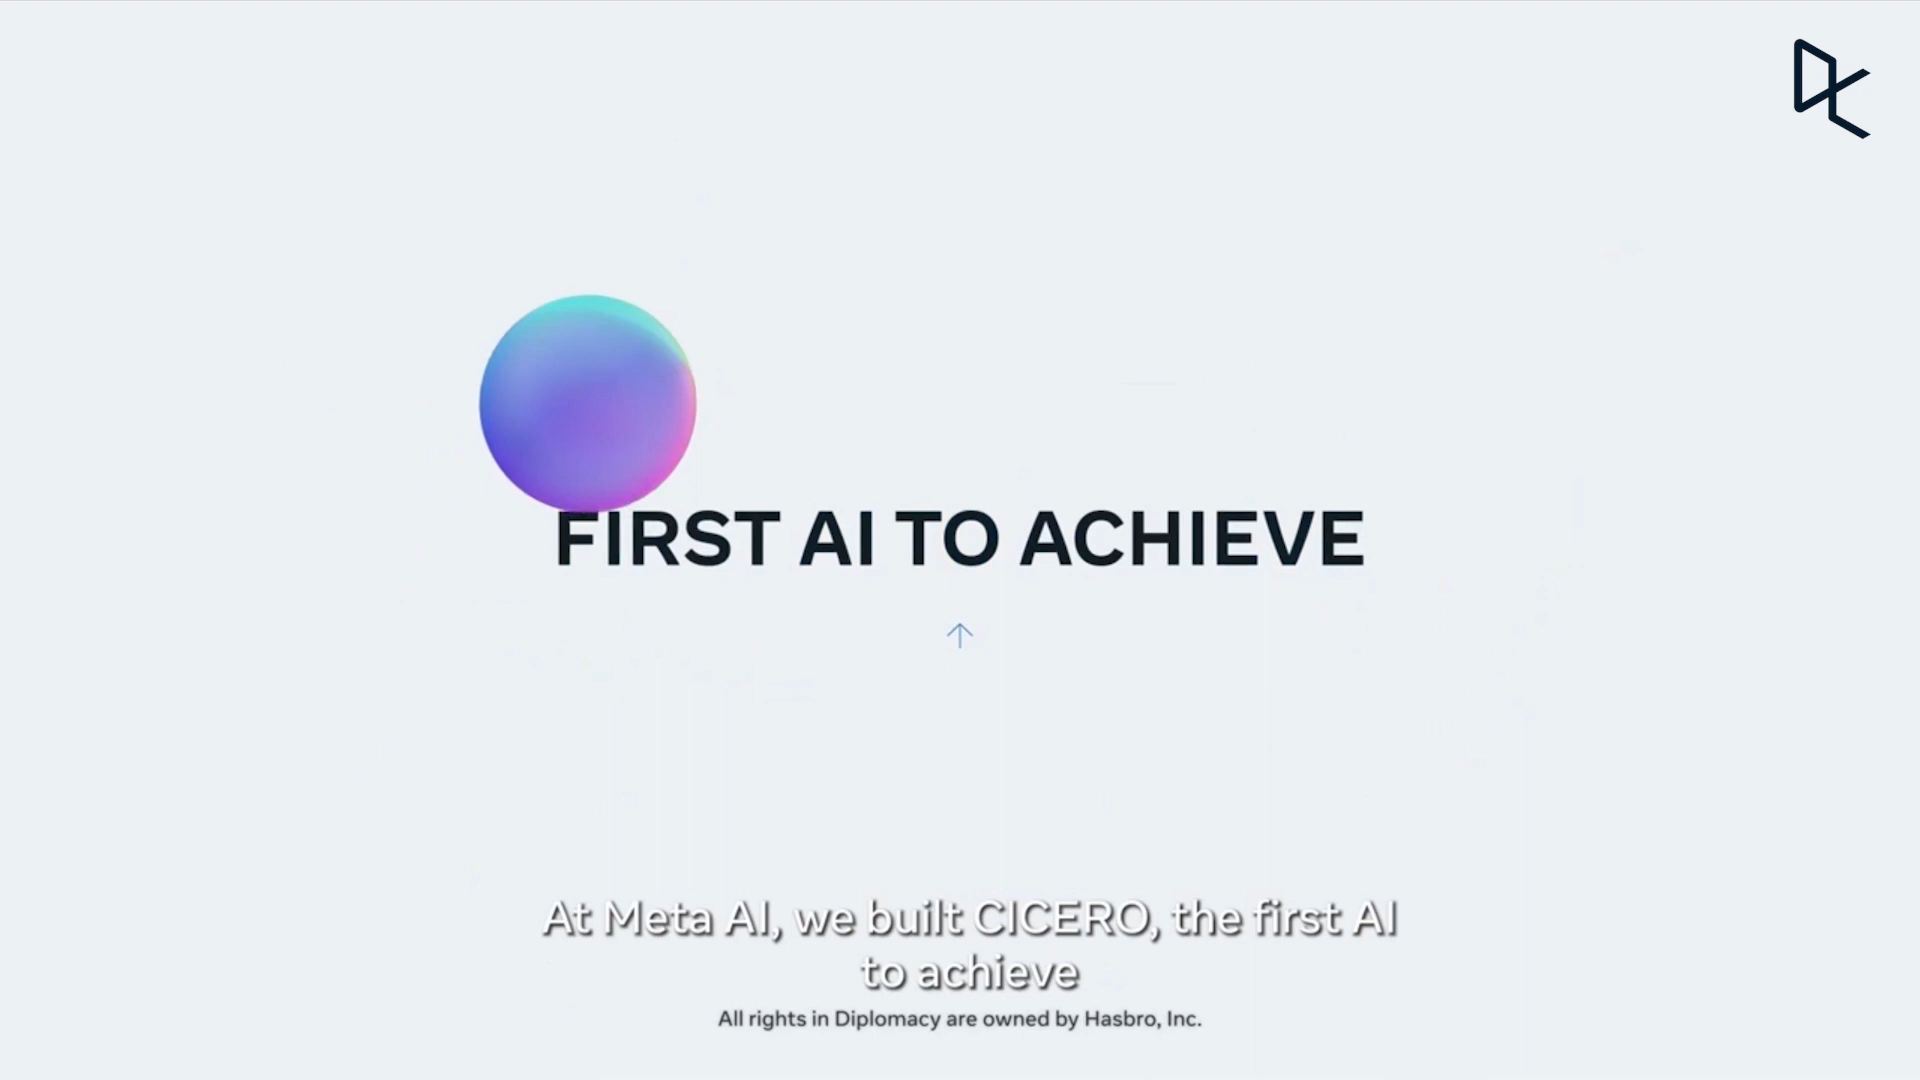 FIRST AI TO ACHIEVE
At Meta AI, we built CICERO, the first AI
to achieve
All rights in Diplomacy are owned by Hasbro, Inc.